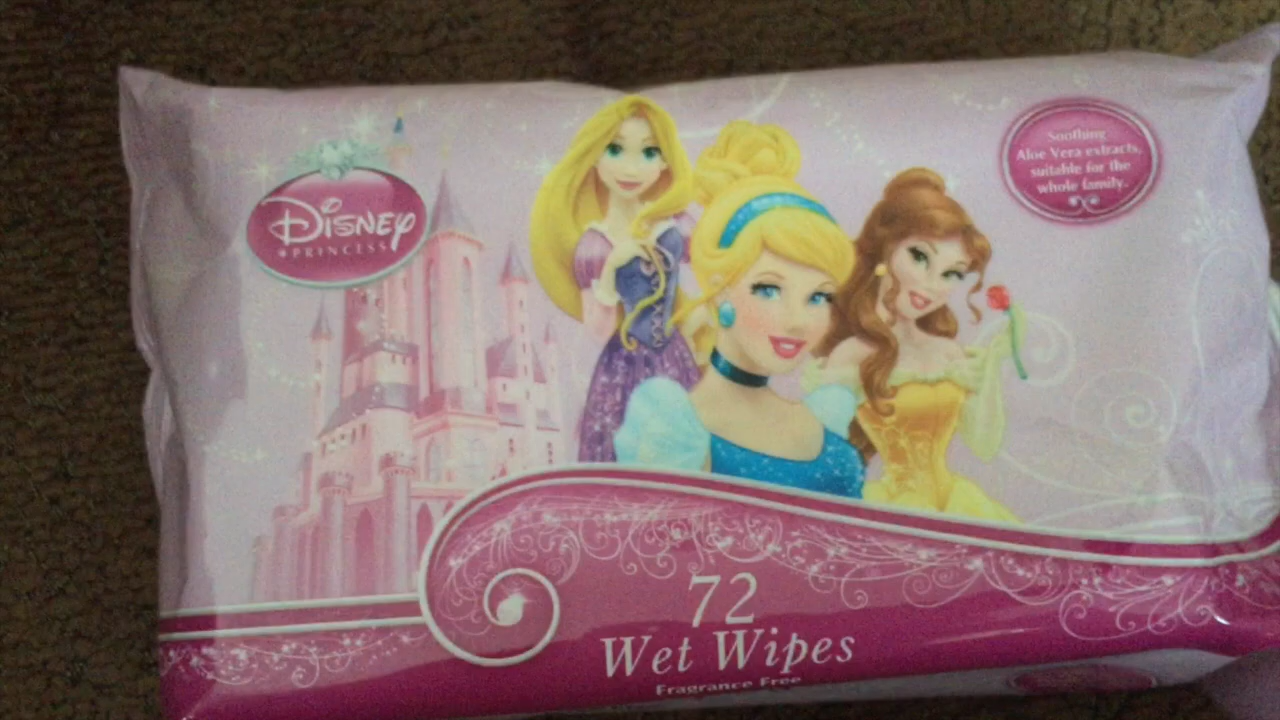 Disney
PRINCESS
Soothing
Aloe Vera extracts,
suitable for the
whole family.
72
Wet Wipes
Fragrance Free